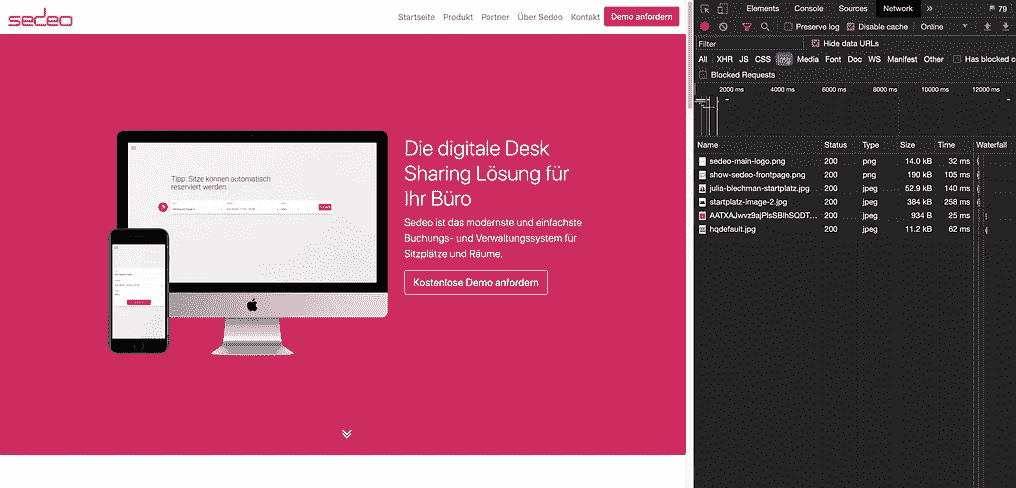 sedeo
Startseite Produkt Partner Über Sedeo Kontakt Demo anfordern
Tipp: Sitze können automatisch
reserviert werden.
Die digitale Desk
Sharing Lösung für
Ihr Büro
Sedeo ist das modernste und einfachste
Buchungs- und Verwaltungssystem für
Sitzplätze und Räume.
Kostenlose Demo anfordern
Elements Console Sources Network » 79
Preserve log Disable cache Online
Filter Hide data URLs
All XHR JS CSS Img Media Font Doc WS Manifest Other Has blocked c
Blocked Requests
2000 ms 4000 ms 6000 ms 8000 ms 10000 ms 12000 ms
Name Status Type Size Time Waterfall
sedeo-main-logo.png 200 png 14.0 kB 32 ms
show-sedeo-frontpage.png 200 png 190 kB 105 ms
julia-blechman-startplatz.jpg 200 jpeg 52.9 kB 140 ms
startplatz-image-2.jpg 200 jpeg 384 kB 258 ms
200 jpeg 934 B 25 ms
hqdefault.jpg 200 jpeg 11.2 kB 62 ms